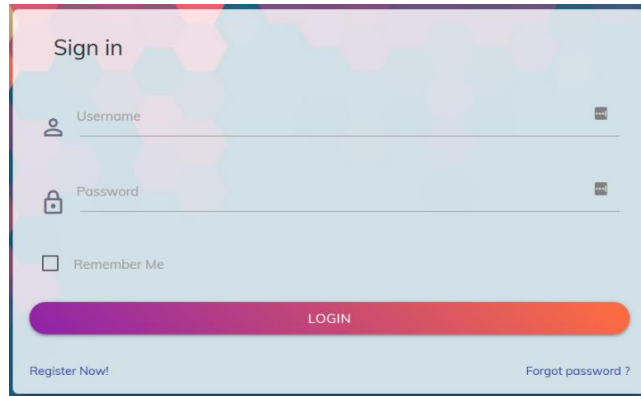 Sign in
Username
Password
Remember Me
LOGIN
Register Now!
Forgot password ?